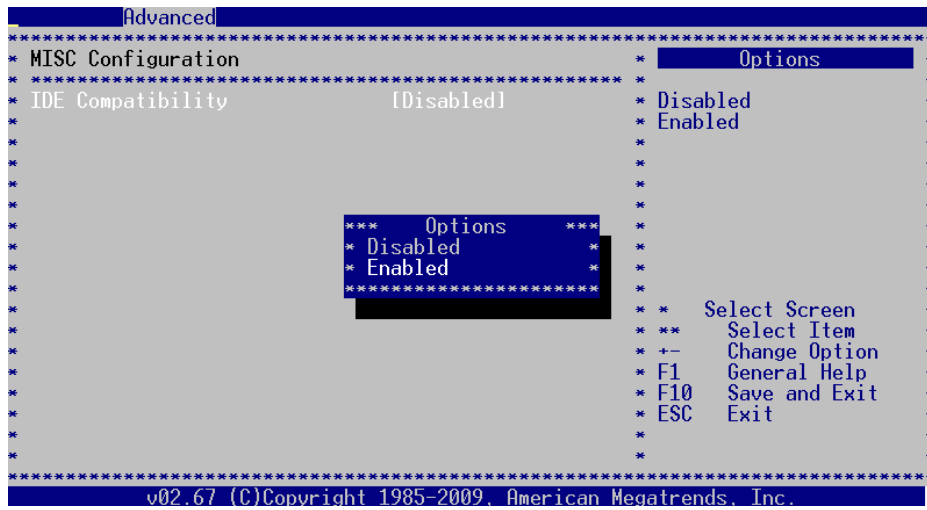 Advanced
MISC Configuration
Options
IDE Compatibility [Disabled]
Disabled
Enabled
*** Options ***
* Disabled *
* Enabled *
* Select Screen
** Select Item
+- Change Option
F1 General Help
F10 Save and Exit
ESC Exit
v02.67 (C)Copyright 1985-2009, American Megatrends, Inc.